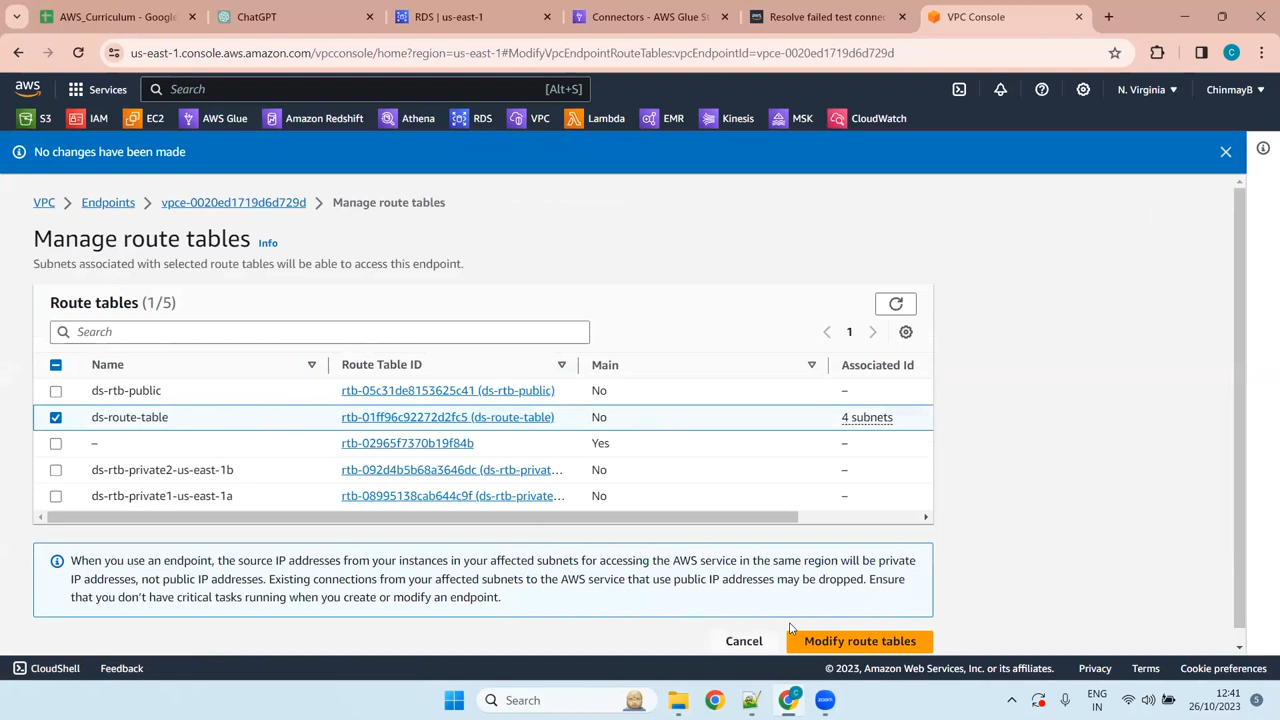 AWS_Curriculum - Google
ChatGPT
RDS | us-east-1
Connectors - AWS Glue St
Resolve failed test conne
VPC Console
us-east-1.console.aws.amazon.com/vpcconsole/home?region=us-east-1#ModifyVpcEndpointRouteTables:vpcEndpointId=vpce-0020ed1719d6d729d
C
aws
Services
Search
[Alt+S]
N. Virginia
ChinmayB
S3
IAM
EC2
AWS Glue
Amazon Redshift
Athena
RDS
VPC
Lambda
EMR
Kinesis
MSK
CloudWatch
No changes have been made
VPC > Endpoints > vpce-0020ed1719d6d729d > Manage route tables
Manage route tables Info
Subnets associated with selected route tables will be able to access this endpoint.
Route tables (1/5)
Search
1
Name Route Table ID Main Associated Id
ds-rtb-public rtb-05c31de8153625c41 (ds-rtb-public) No –
ds-route-table rtb-01ff96c92272d2fc5 (ds-route-table) No 4 subnets
– rtb-02965f7370b19f84b Yes –
ds-rtb-private2-us-east-1b rtb-092d4b5b68a3646dc (ds-rtb-privat... No –
ds-rtb-private1-us-east-1a rtb-08995138cab644c9f (ds-rtb-private... No –
When you use an endpoint, the source IP addresses from your instances in your affected subnets for accessing the AWS service in the same region will be private
IP addresses, not public IP addresses. Existing connections from your affected subnets to the AWS service that use public IP addresses may be dropped. Ensure
that you don't have critical tasks running when you create or modify an endpoint.
Cancel
Modify route tables
CloudShell
Feedback
© 2023, Amazon Web Services, Inc. or its affiliates.
Privacy
Terms
Cookie preferences
Search
zoom
ENG
IN
12:41
26/10/2023
5